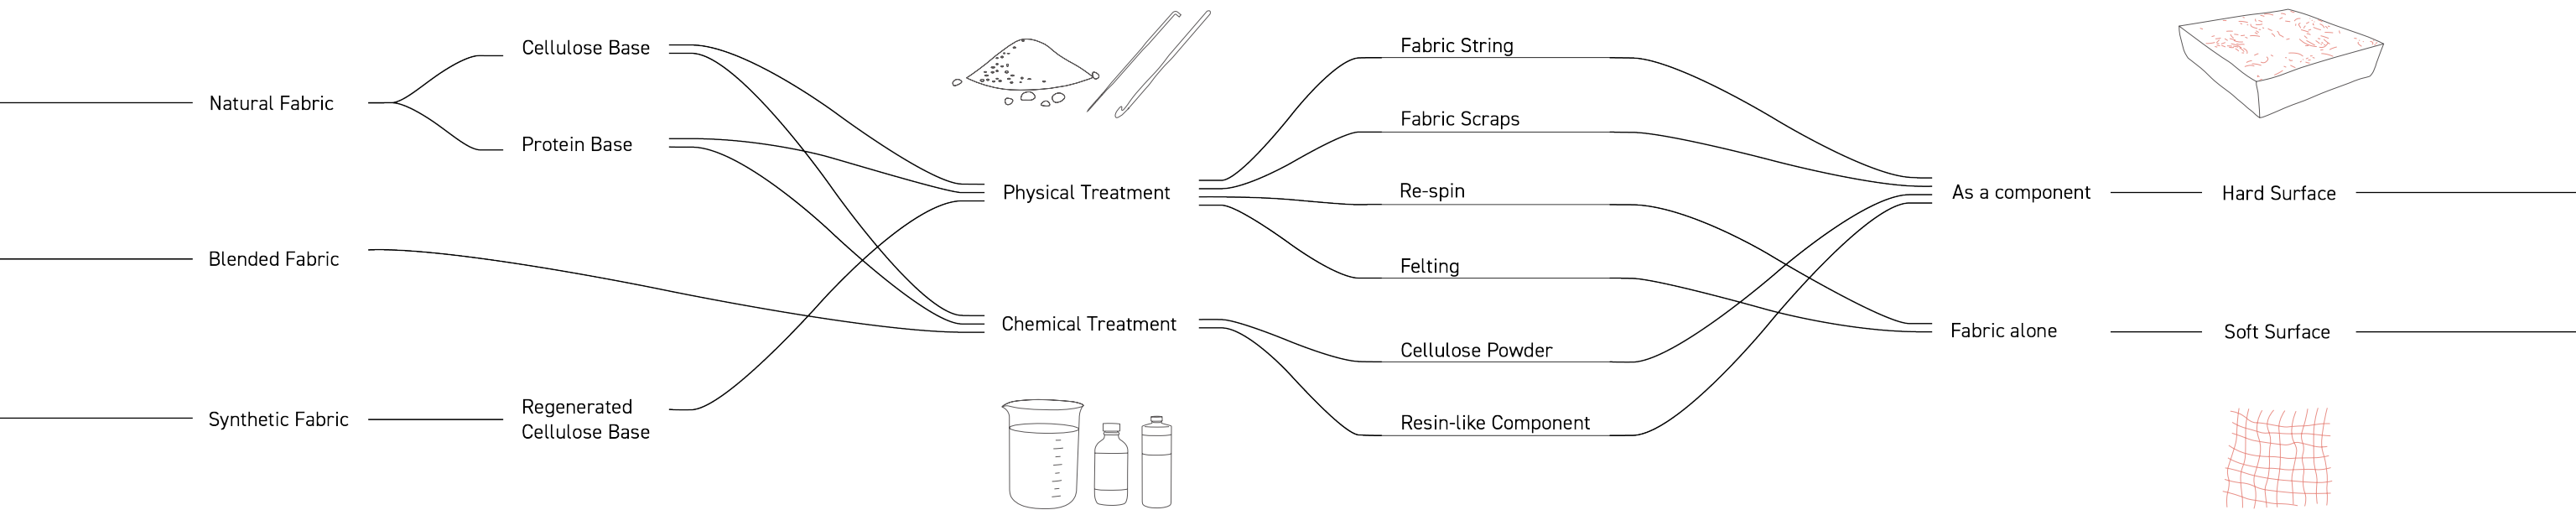 Natural Fabric
Blended Fabric
Synthetic Fabric
Cellulose Base
Protein Base
Regenerated
Cellulose Base
Physical Treatment
Chemical Treatment
Fabric String
Fabric Scraps
Re-spin
Felting
Cellulose Powder
Resin-like Component
As a component
Fabric alone
Hard Surface
Soft Surface